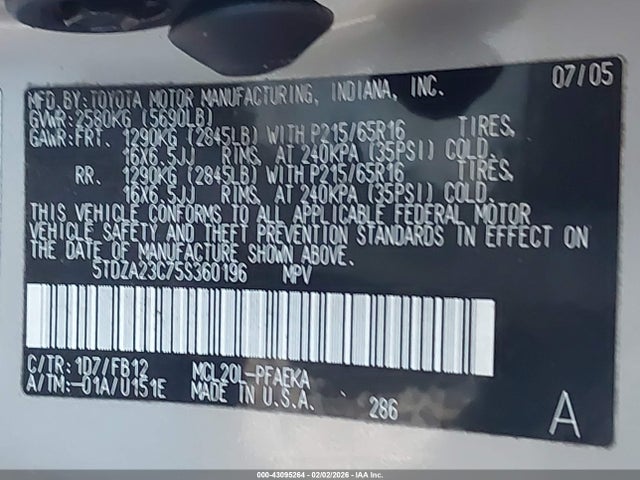 07/05
MFD. BY: TOYOTA MOTOR MANUFACTURING, INDIANA, INC.
GVWR: 2580KG (5690LB)
GAWR: FRT. 1290KG (2845LB) WITH P215/65R16 TIRES,
16X6.5JJ RIMS, AT 240KPA (35PSI) COLD.
RR. 1290KG (2845LB) WITH P215/65R16 TIRES,
16X6.5JJ RIMS, AT 240KPA (35PSI) COLD.
THIS VEHICLE CONFORMS TO ALL APPLICABLE FEDERAL MOTOR
VEHICLE SAFETY AND THEFT PREVENTION STANDARDS IN EFFECT ON
THE DATE OF MANUFACTURE SHOWN ABOVE.
5TDZA23C75S360196 MPV
C/TR: 1D7/FB12 MCL20L-PFAEKA
A/TM: -01A/U151E MADE IN U.S.A. 286 A
000-43095264 - 02/02/2026 - IAA Inc.